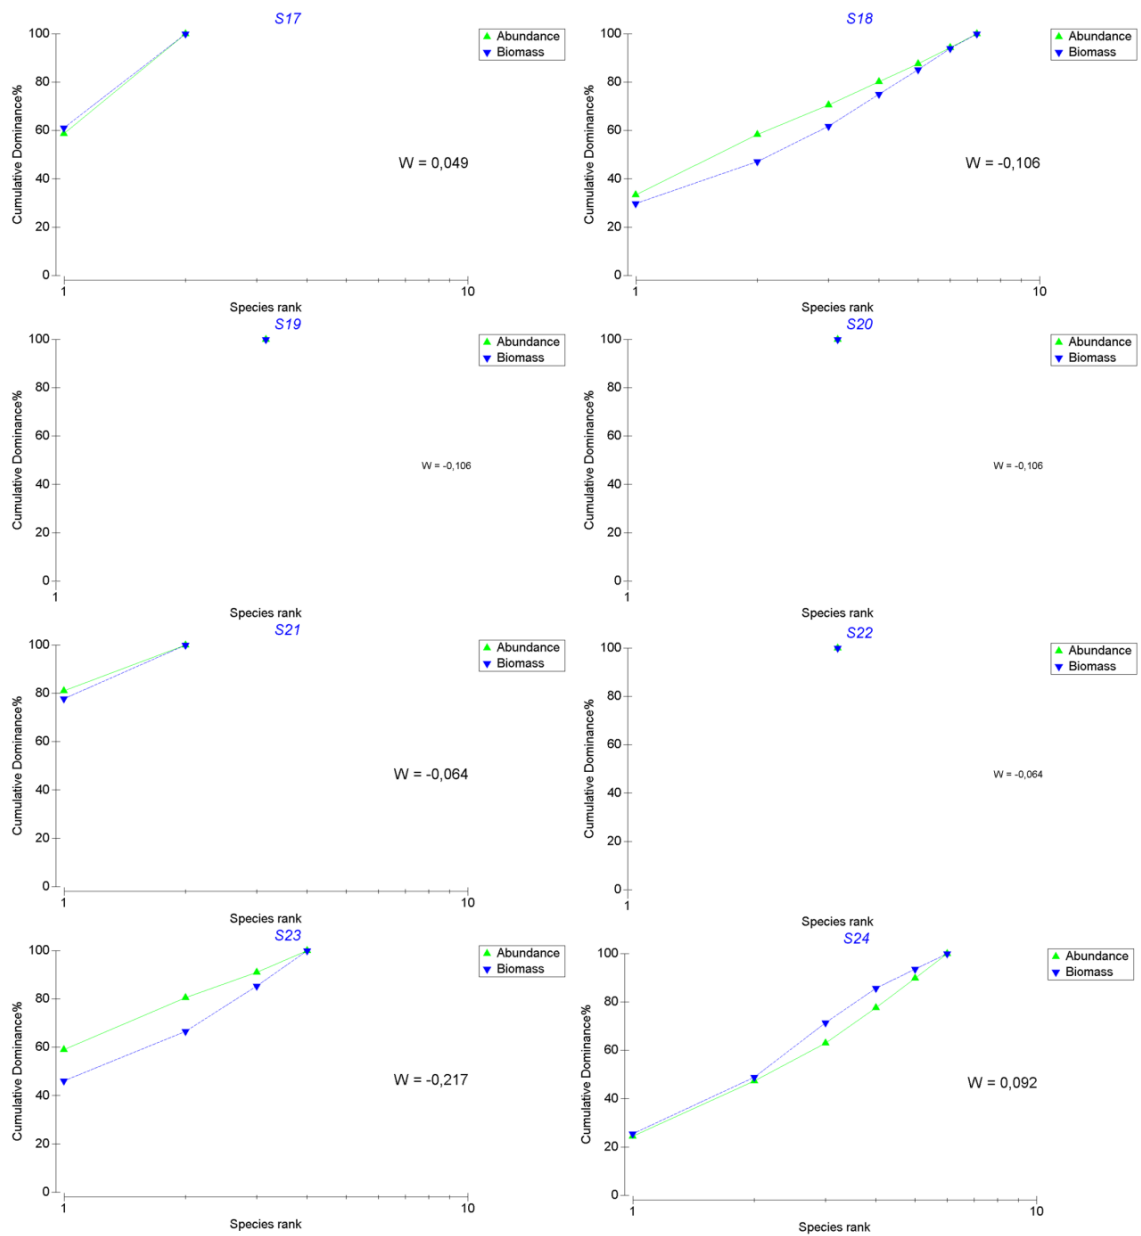 S17
Abundance
Biomass
Cumulative Dominance%
100
80
60
40
20
0
W = 0,049
1
10
Species rank
S18
Abundance
Biomass
Cumulative Dominance%
100
80
60
40
20
0
W = -0,106
1
10
Species rank
S19
Abundance
Biomass
Cumulative Dominance%
100
80
60
40
20
0
W = -0,106
1
Species rank
S20
Abundance
Biomass
Cumulative Dominance%
100
80
60
40
20
0
W = -0,106
1
Species rank
S21
Abundance
Biomass
Cumulative Dominance%
100
80
60
40
20
0
W = -0,064
1
10
Species rank
S22
Abundance
Biomass
Cumulative Dominance%
100
80
60
40
20
0
W = -0,064
1
Species rank
S23
Abundance
Biomass
Cumulative Dominance%
100
80
60
40
20
0
W = -0,217
1
10
Species rank
S24
Abundance
Biomass
Cumulative Dominance%
100
80
60
40
20
0
W = 0,092
1
10
Species rank